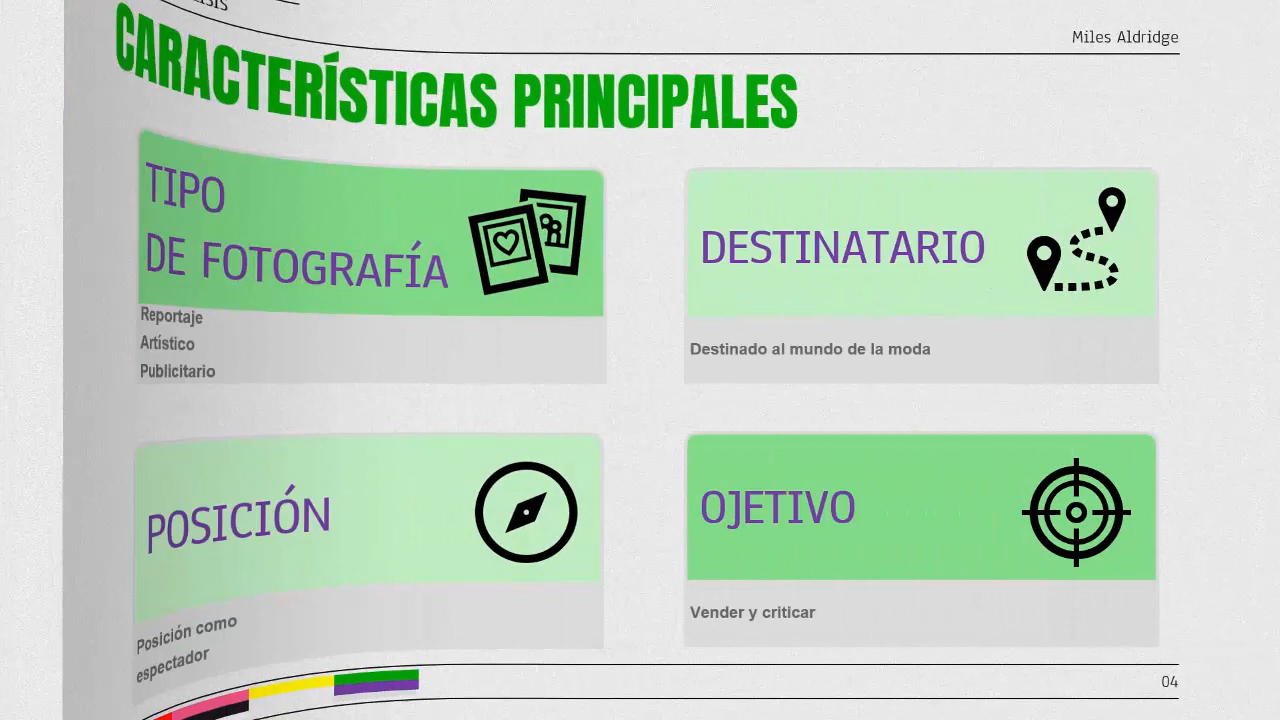 Miles Aldridge
CARACTERÍSTICAS PRINCIPALES
TIPO
DE FOTOGRAFÍA
Reportaje
Artístico
Publicitario
DESTINATARIO
Destinado al mundo de la moda
POSICIÓN
Posición como
espectador
OJETIVO
Vender y criticar
04